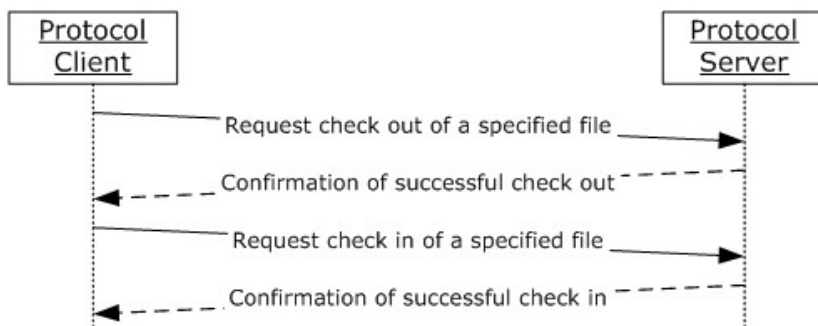 Protocol
Client
Protocol
Server
Request check out of a specified file
Confirmation of successful check out
Request check in of a specified file
Confirmation of successful check in